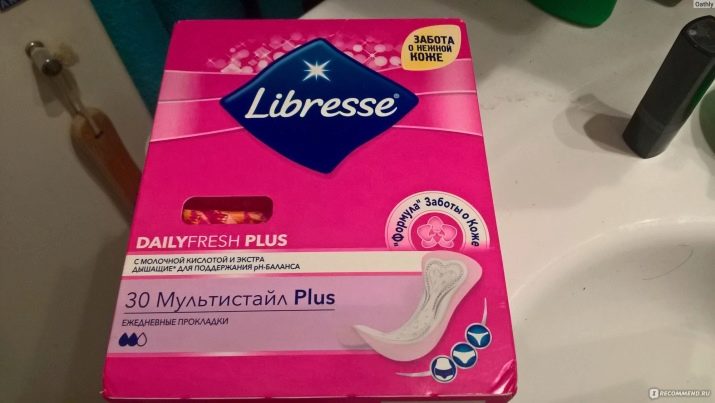 Oathly
ЗАБОТА
О НЕЖНОЙ
КОЖЕ
Libresse®
"Формула" Заботы о Коже
DAILYFRESH PLUS
С МОЛОЧНОЙ КИСЛОТОЙ И ЭКСТРА
ДЫШАЩИЕ* ДЛЯ ПОДДЕРЖАНИЯ pH-БАЛАНСА
30 Мультистайл Plus
ЕЖЕДНЕВНЫЕ ПРОКЛАДКИ
RECOMMEND.RU